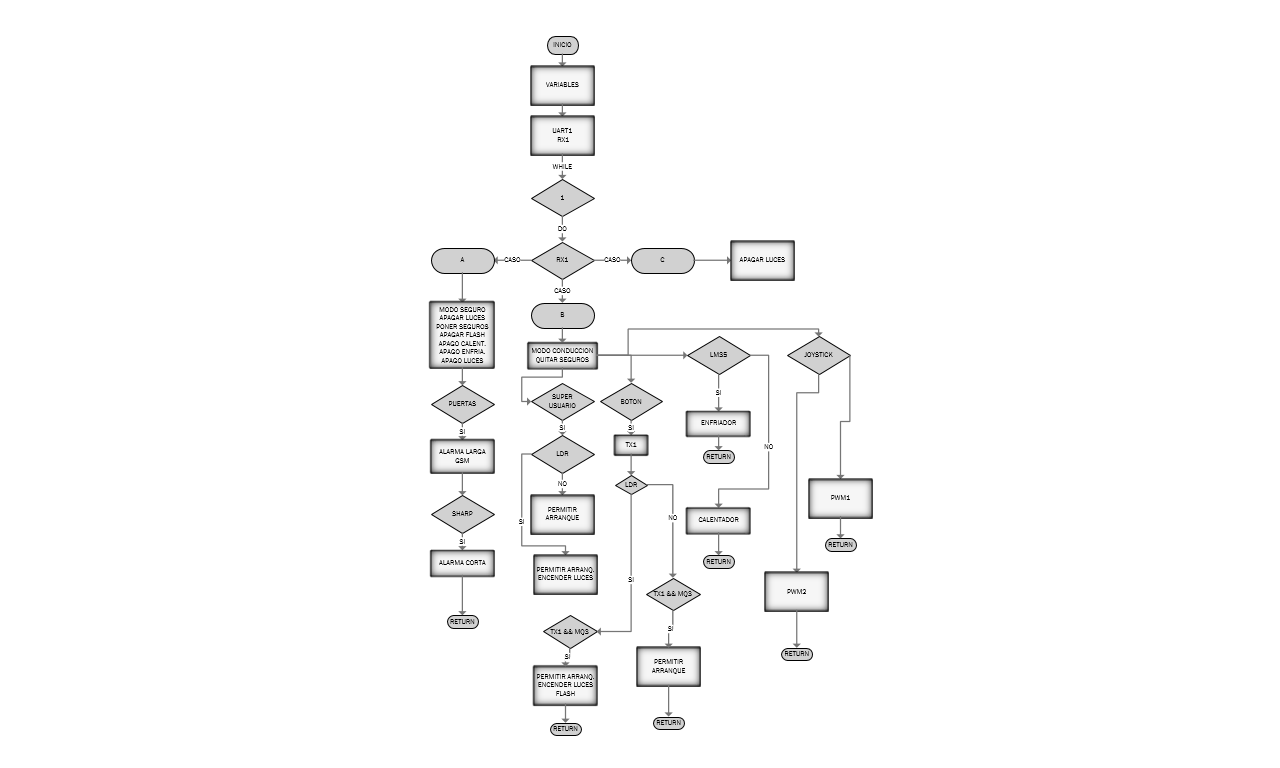 INICIO
VARIABLES
UART1
RX1
WHILE
1
DO
A
CASO
RX1
CASO
C
APAGAR LUCES
CASO
B
MODO SEGURO
APAGAR LUCES
PONER SEGUROS
APAGAR FLASH
APAGO CALENT.
APAGO ENFRIA.
APAGO LUCES
MODO CONDUCCION
QUITAR SEGUROS
LM35
JOYSTICK
PUERTAS
SUPER
USUARIO
BOTON
SI
ENFRIADOR
SI
SI
SI
ALARMA LARGA
GSM
LDR
TX1
RETURN
NO
NO
LDR
SHARP
PERMITIR
ARRANQUE
SI
NO
CALENTADOR
PWM1
SI
ALARMA CORTA
PERMITIR ARRANQ.
ENCENDER LUCES
SI
RETURN
RETURN
RETURN
TX1 && MQS
PWM2
TX1 && MQS
SI
SI
PERMITIR
ARRANQUE
RETURN
PERMITIR ARRANQ.
ENCENDER LUCES
FLASH
RETURN
RETURN